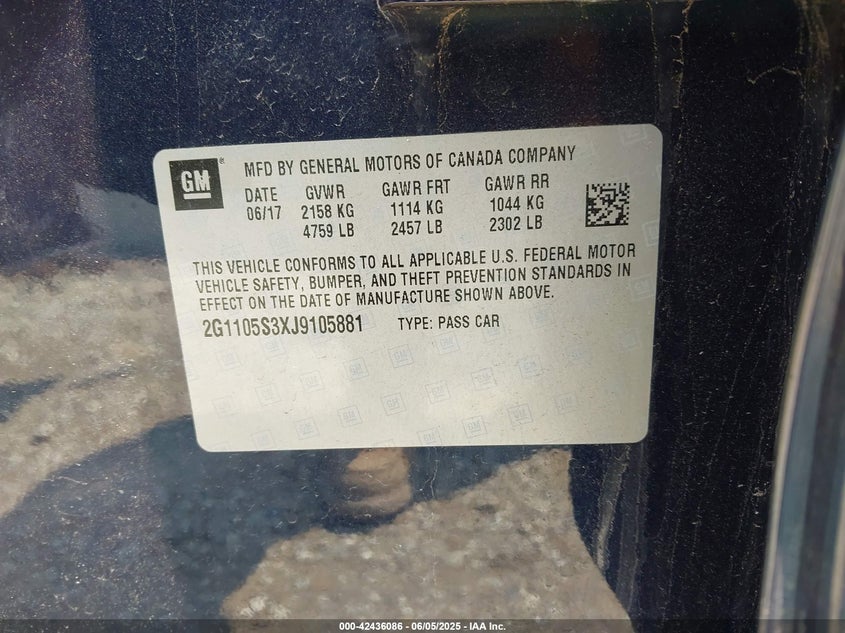 GM
MFD BY GENERAL MOTORS OF CANADA COMPANY
DATE GVWR GAWR FRT GAWR RR
06/17 2158 KG 1114 KG 1044 KG
4759 LB 2457 LB 2302 LB
THIS VEHICLE CONFORMS TO ALL APPLICABLE U.S. FEDERAL MOTOR
VEHICLE SAFETY, BUMPER, AND THEFT PREVENTION STANDARDS IN
EFFECT ON THE DATE OF MANUFACTURE SHOWN ABOVE.
2G1105S3XJ9105881 TYPE: PASS CAR
000-42436086 - 06/05/2025 - IAA Inc.